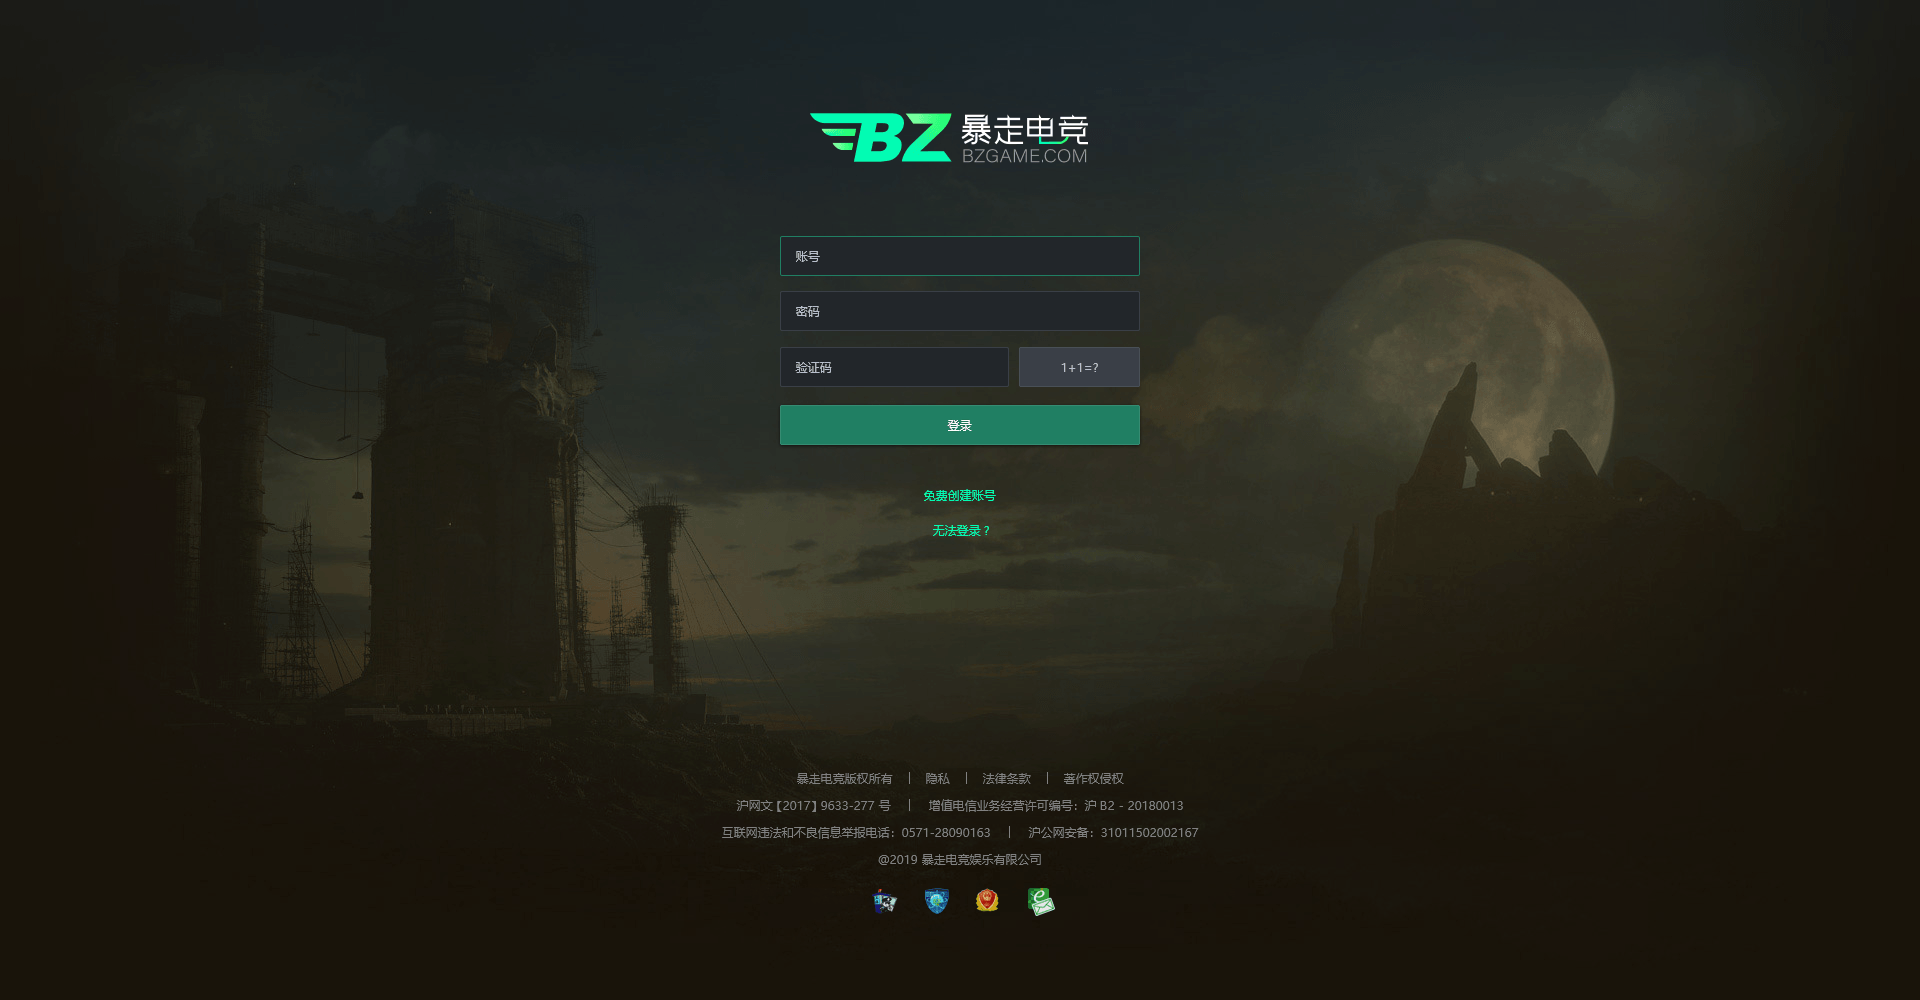 BZ 暴走电竞
BZGAME.COM
账号
密码
验证码 1+1=?
登录
免费创建账号
无法登录 ?
暴走电竞版权所有 | 隐私 | 法律条款 | 著作权侵权
沪网文 [2017] 9633-277 号 | 增值电信业务经营许可编号：沪 B2 - 20180013
互联网违法和不良信息举报电话：0571-28090163 | 沪公网安备：31011502002167
@2019 暴走电竞娱乐有限公司